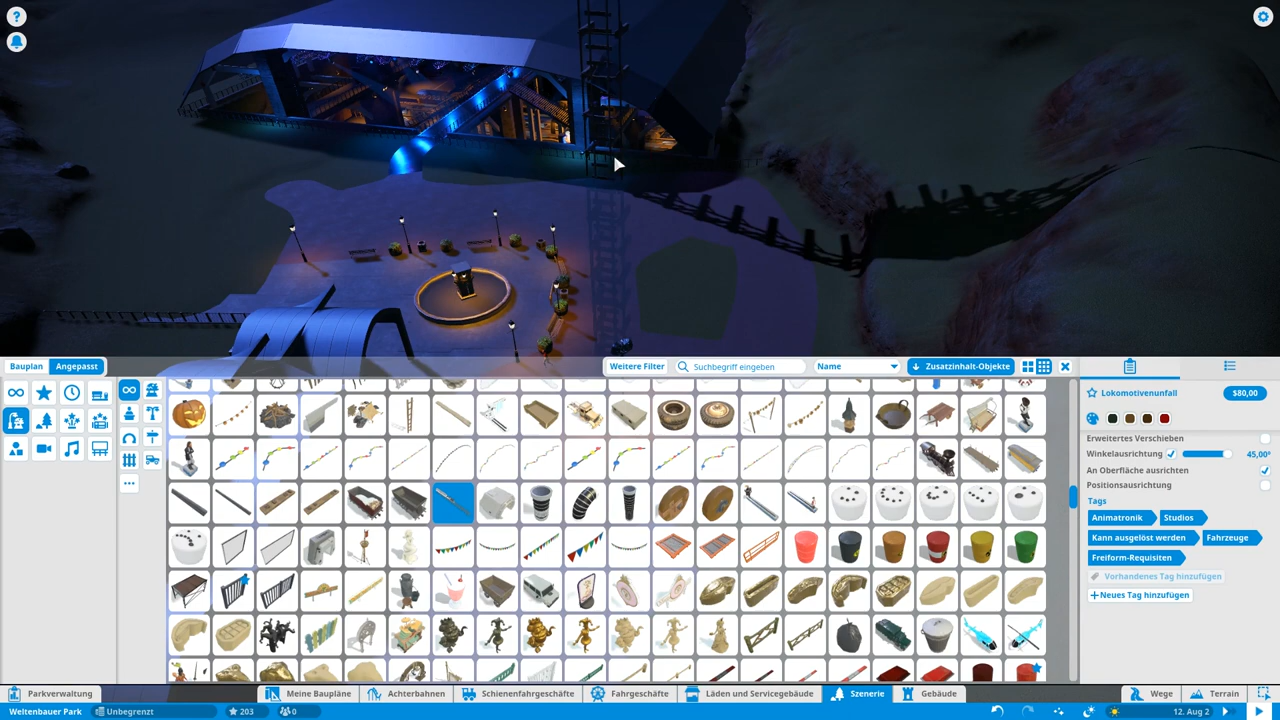 ?
Bauplan
Angepasst
Weitere Filter
Suchbegriff eingeben
Name
Zusatzinhalt-Objekte
Lokomotivenunfall
$80,00
Erweitertes Verschieben
Winkelausrichtung
45,00°
An Oberfläche ausrichten
Positionsausrichtung
Tags
Animatronik
Studios
Kann ausgelöst werden
Fahrzeuge
Freiform-Requisiten
Vorhandenes Tag hinzufügen
+Neues Tag hinzufügen
Parkverwaltung
Meine Baupläne
Achterbahnen
Schienenfahrgeschäfte
Fahrgeschäfte
Läden und Servicegebäude
Szenerie
Gebäude
Wege
Terrain
Weltenbauer Park
Unbegrenzt
203
0
12. Aug 2